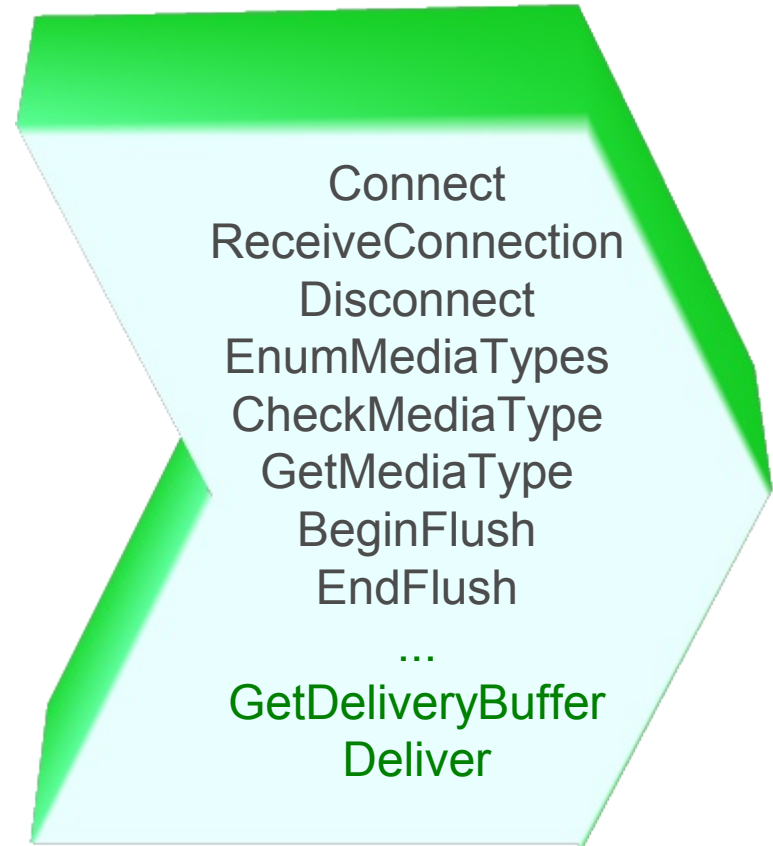 Connect
ReceiveConnection
Disconnect
EnumMediaTypes
CheckMediaType
GetMediaType
BeginFlush
EndFlush
...
GetDeliveryBuffer
Deliver